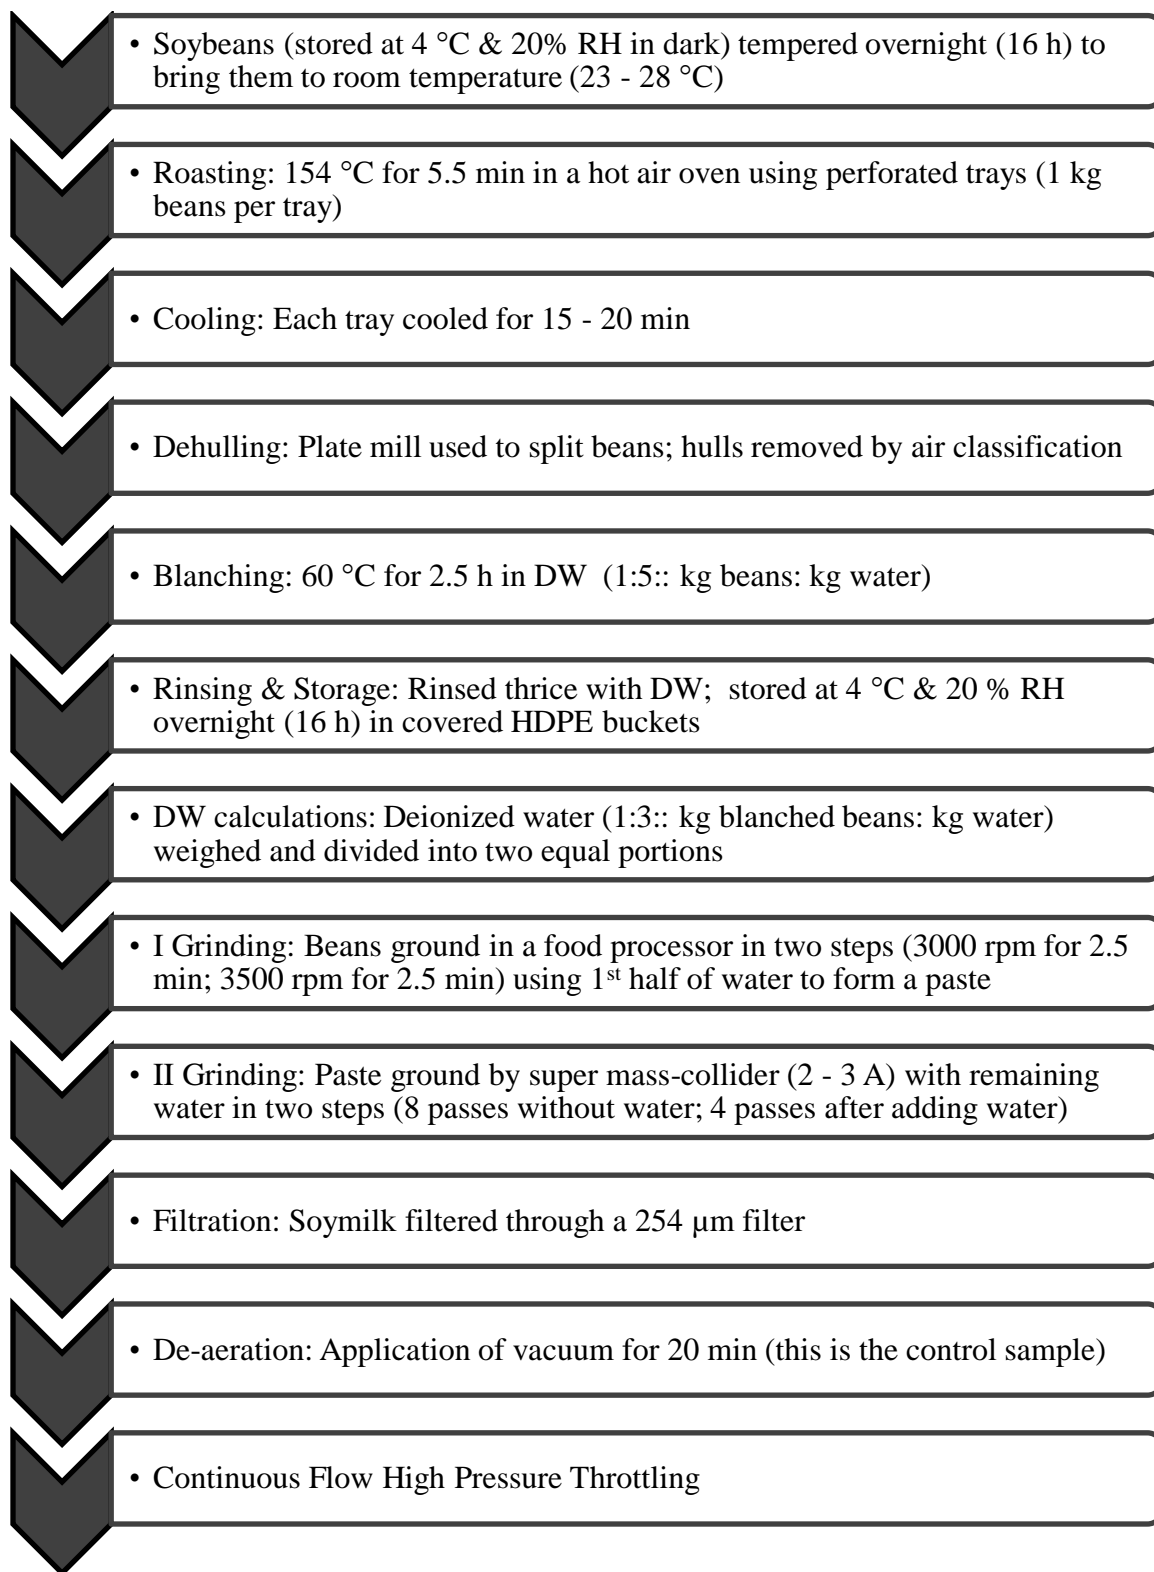 • Soybeans (stored at 4 °C & 20% RH in dark) tempered overnight (16 h) to
bring them to room temperature (23 - 28 °C)
• Roasting: 154 °C for 5.5 min in a hot air oven using perforated trays (1 kg
beans per tray)
• Cooling: Each tray cooled for 15 - 20 min
• Dehulling: Plate mill used to split beans; hulls removed by air classification
• Blanching: 60 °C for 2.5 h in DW  (1:5:: kg beans: kg water)
• Rinsing & Storage: Rinsed thrice with DW;  stored at 4 °C & 20 % RH
overnight (16 h) in covered HDPE buckets
• DW calculations: Deionized water (1:3:: kg blanched beans: kg water)
weighed and divided into two equal portions
• I Grinding: Beans ground in a food processor in two steps (3000 rpm for 2.5
min; 3500 rpm for 2.5 min) using 1st half of water to form a paste
• II Grinding: Paste ground by super mass-collider (2 - 3 A) with remaining
water in two steps (8 passes without water; 4 passes after adding water)
• Filtration: Soymilk filtered through a 254 µm filter
• De-aeration: Application of vacuum for 20 min (this is the control sample)
• Continuous Flow High Pressure Throttling